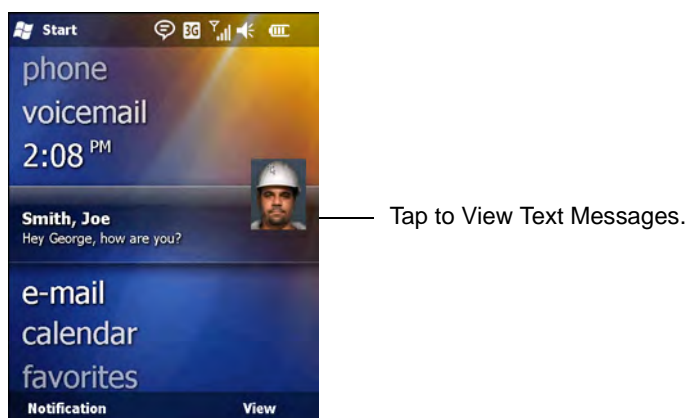 Start 3G
phone
voicemail
2:08 PM
Smith, Joe
Hey George, how are you?
Tap to View Text Messages.
e-mail
calendar
favorites
Notification View